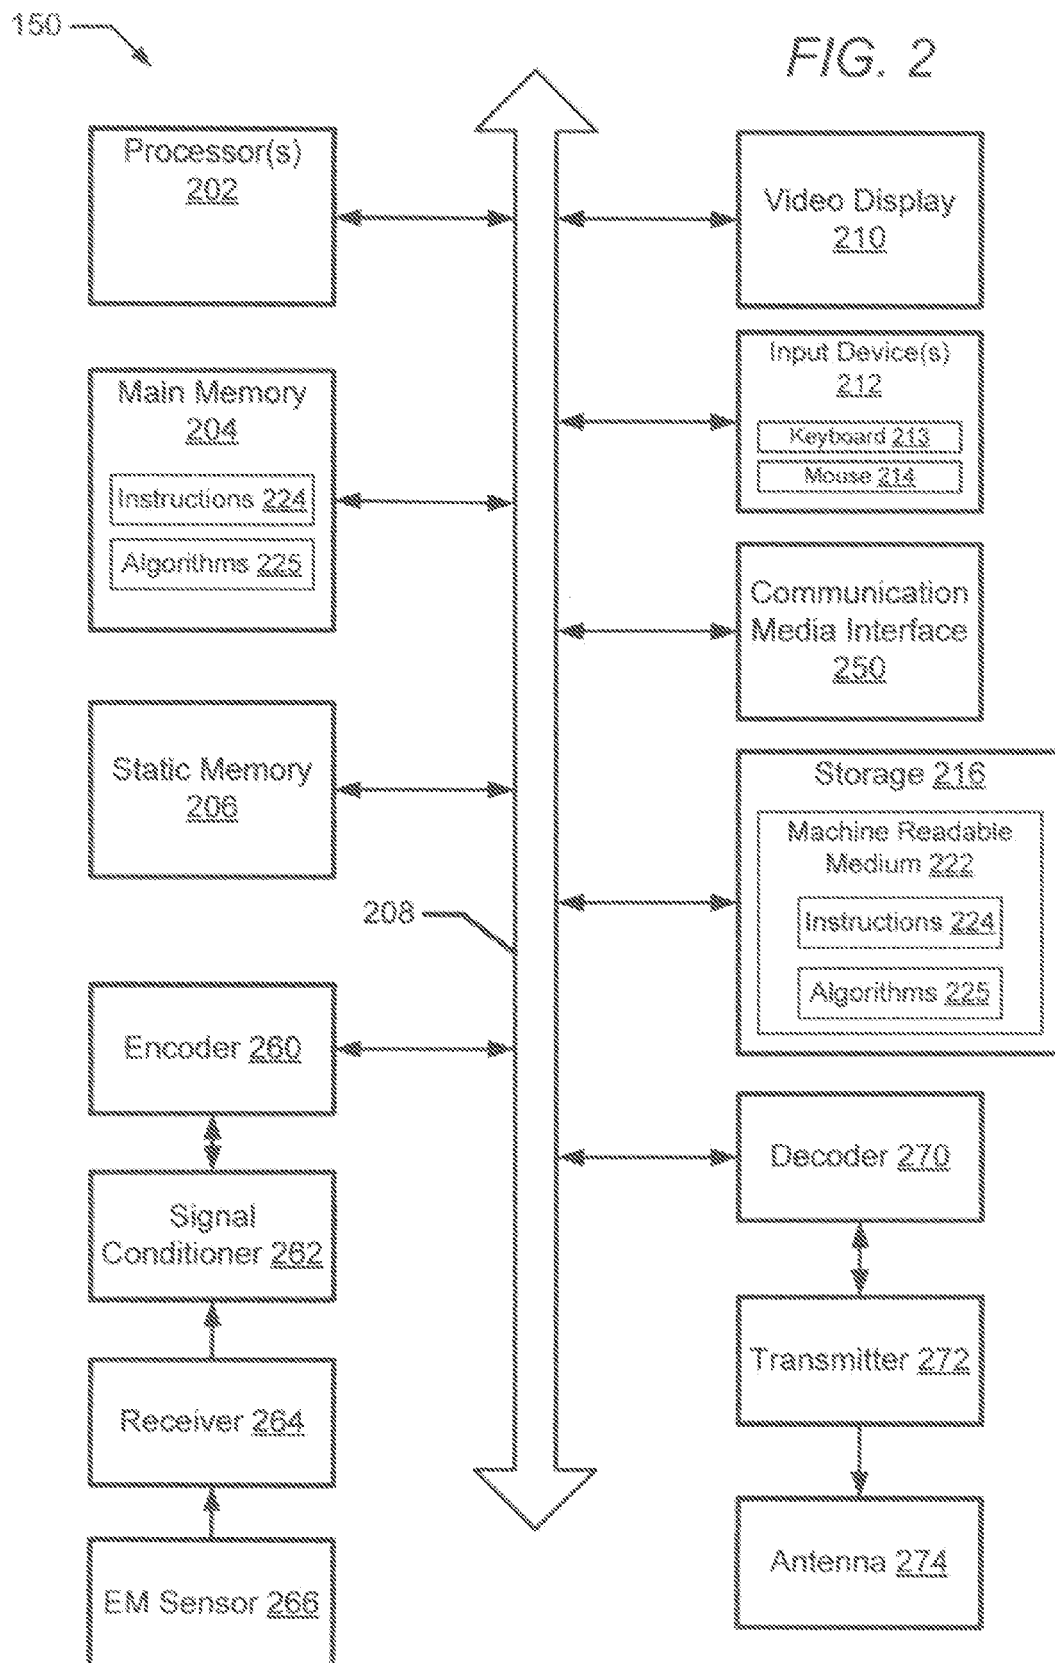 150
FIG. 2
Processor(s)
202
Main Memory
204
Instructions 224
Algorithms 225
Static Memory
206
208
Encoder 260
Signal
Conditioner 262
Receiver 264
EM Sensor 266
Video Display
210
Input Device(s)
212
Keyboard 213
Mouse 214
Communication
Media Interface
250
Storage 216
Machine Readable
Medium 222
Instructions 224
Algorithms 225
Decoder 270
Transmitter 272
Antenna 274